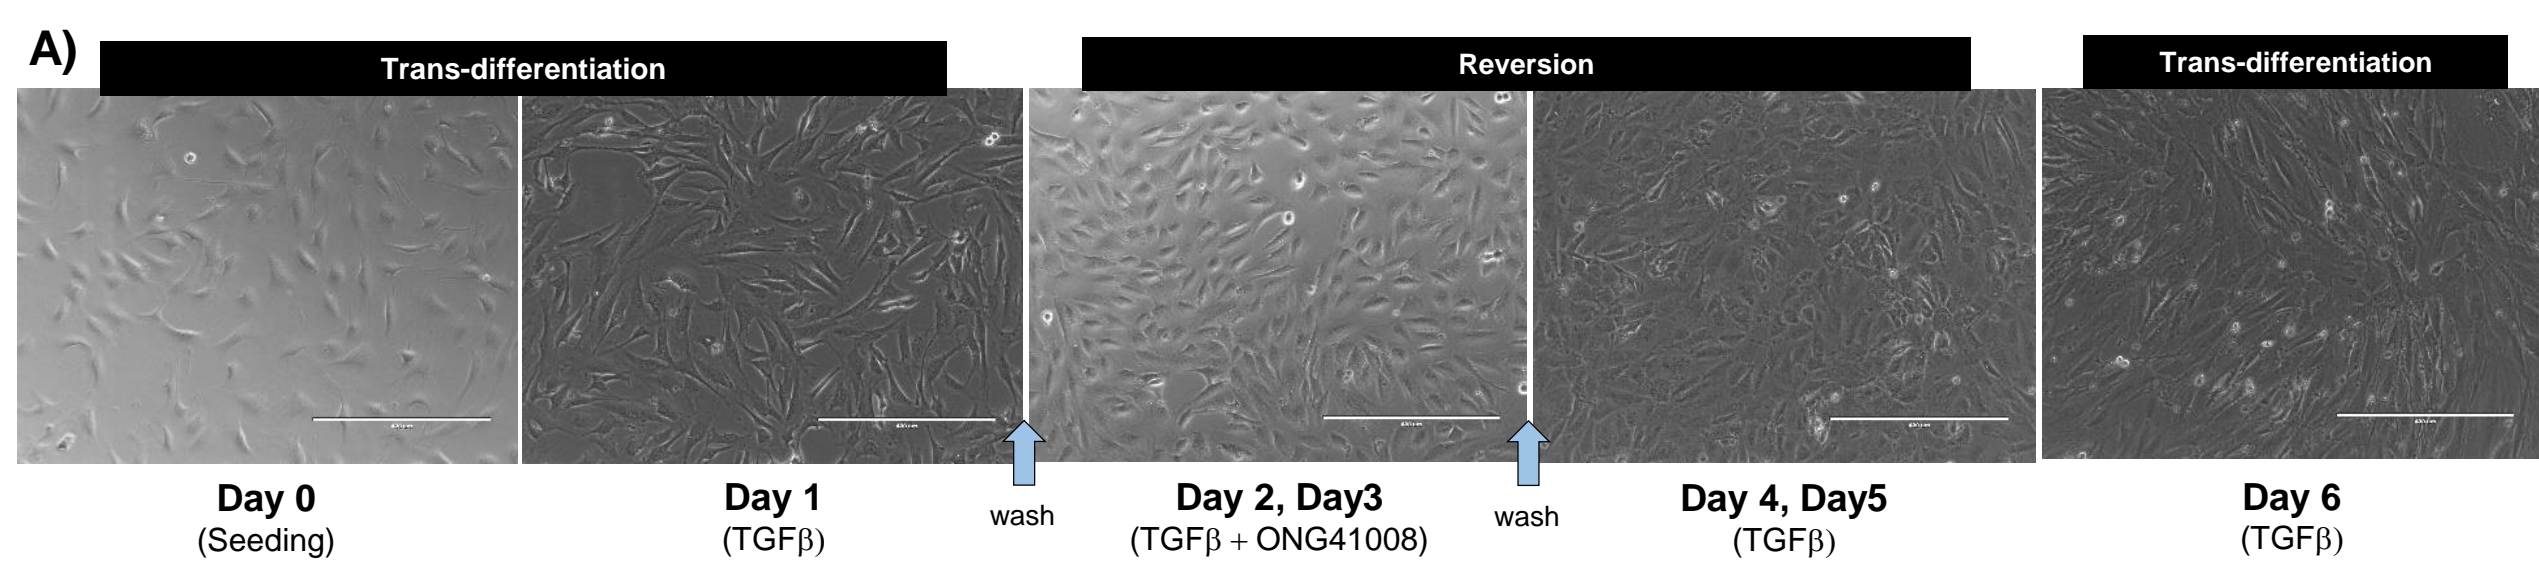 A)
Trans-differentiation
Reversion
Trans-differentiation
wash
wash
Day 0
(Seeding)
Day 1
(TGFβ)
Day 2, Day3
(TGFβ + ONG41008)
Day 4, Day5
(TGFβ)
Day 6
(TGFβ)